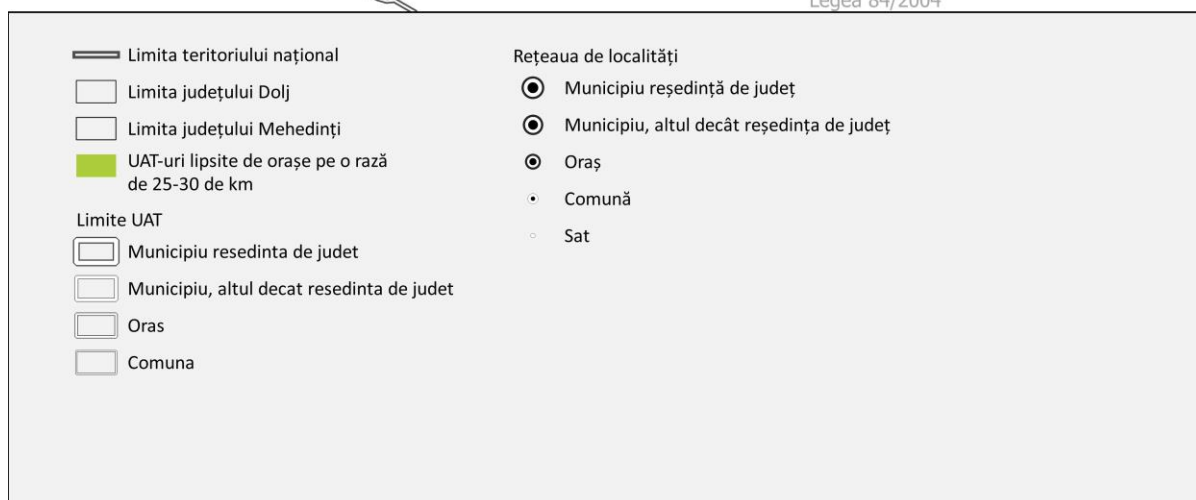 Legea 84/2004
Limita teritoriului național
Limita județului Dolj
Limita județului Mehedinți
UAT-uri lipsite de orașe pe o rază
de 25-30 de km
Limite UAT
Municipiu resedinta de judet
Municipiu, altul decat resedinta de judet
Oras
Comuna
Rețeaua de localități
Municipiu reședință de județ
Municipiu, altul decât reședința de județ
Oraș
Comună
Sat